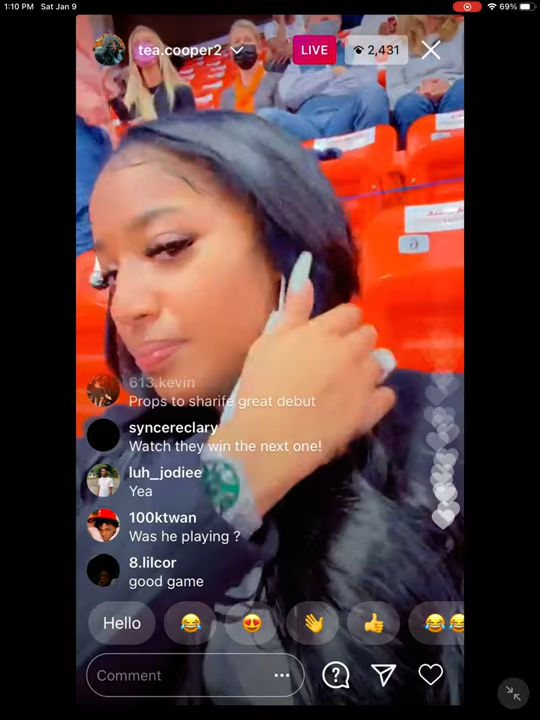 1:10 PM Sat Jan 9
69%
tea.cooper2
LIVE
2,431
613.kevin
Props to sharife great debut
syncereclary
Watch they win the next one!
luh_jodiee
Yea
100ktwan
Was he playing ?
8.lilcor
good game
Hello
Comment